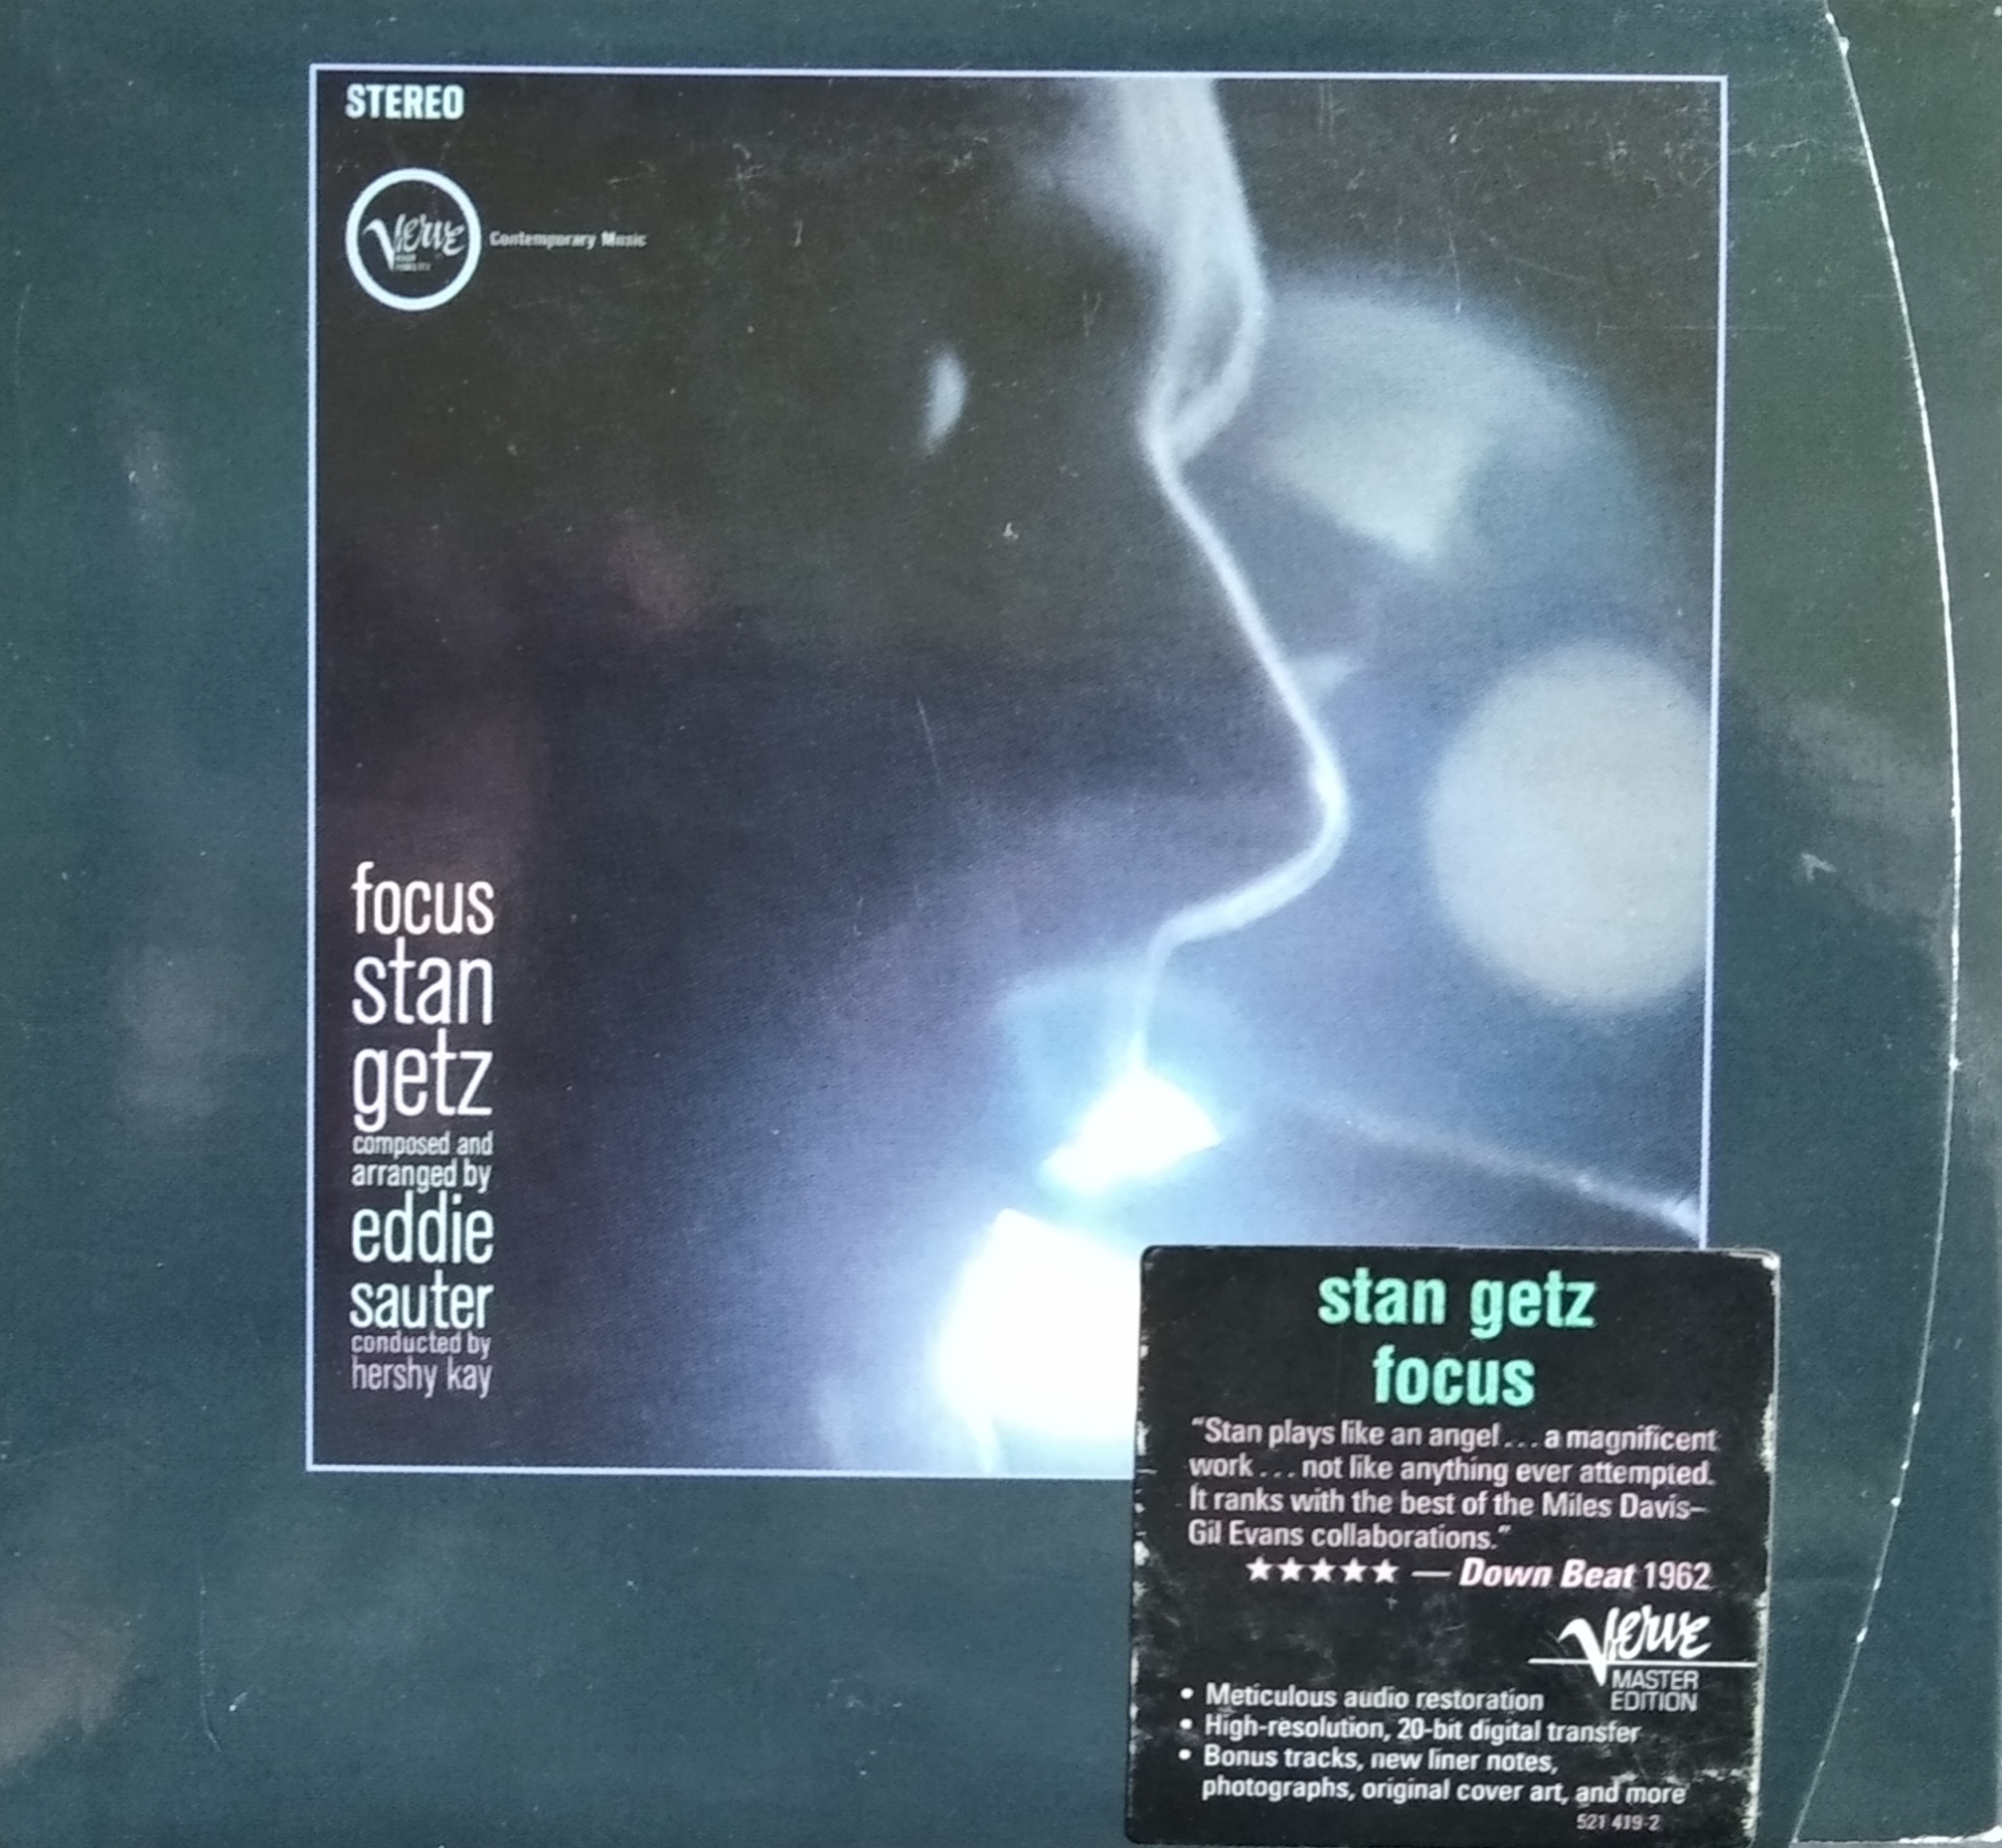 STEREO
Verve
Contemporary Music
focus
stan
getz
composed and
arranged by
eddie
sauter
conducted by
hershy kay
stan getz
focus
“Stan plays like an angel... a magnificent
work... not like anything ever attempted.
It ranks with the best of the Miles Davis–
Gil Evans collaborations.”
★★★★★ — Down Beat 1962
Verve
MASTER
EDITION
• Meticulous audio restoration
• High-resolution, 20-bit digital transfer
• Bonus tracks, new liner notes,
photographs, original cover art, and more
521 419-2